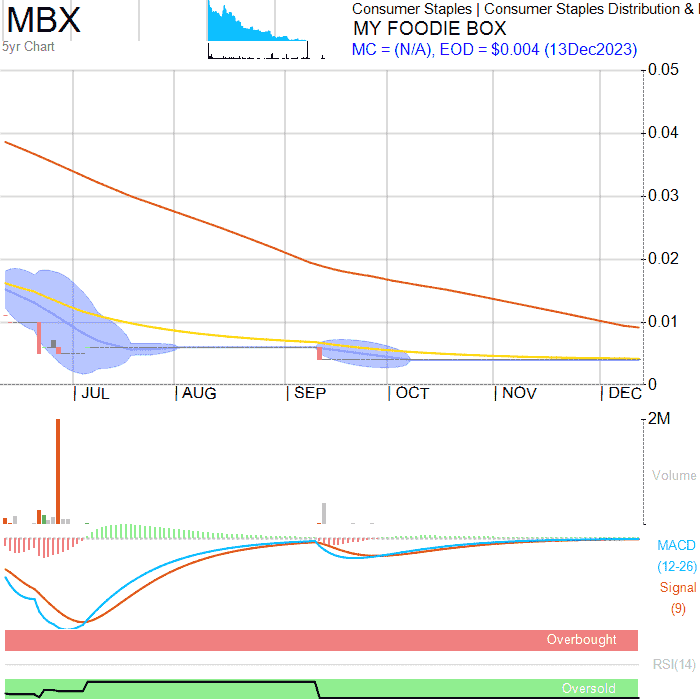 MBX
5yr Chart
Consumer Staples | Consumer Staples Distribution &
MY FOODIE BOX
MC = (N/A), EOD = $0.004 (13Dec2023)
0.05
0.04
0.03
0.02
0.01
0
JUL AUG SEP OCT NOV DEC
2M
Volume
MACD
(12-26)
Signal
(9)
Overbought
RSI(14)
Oversold